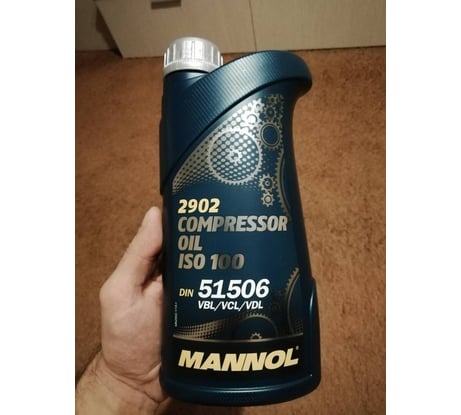 2902
COMPRESSOR
OIL
ISO 100
DIN 51506
VBL/VCL/VDL
MANNOL